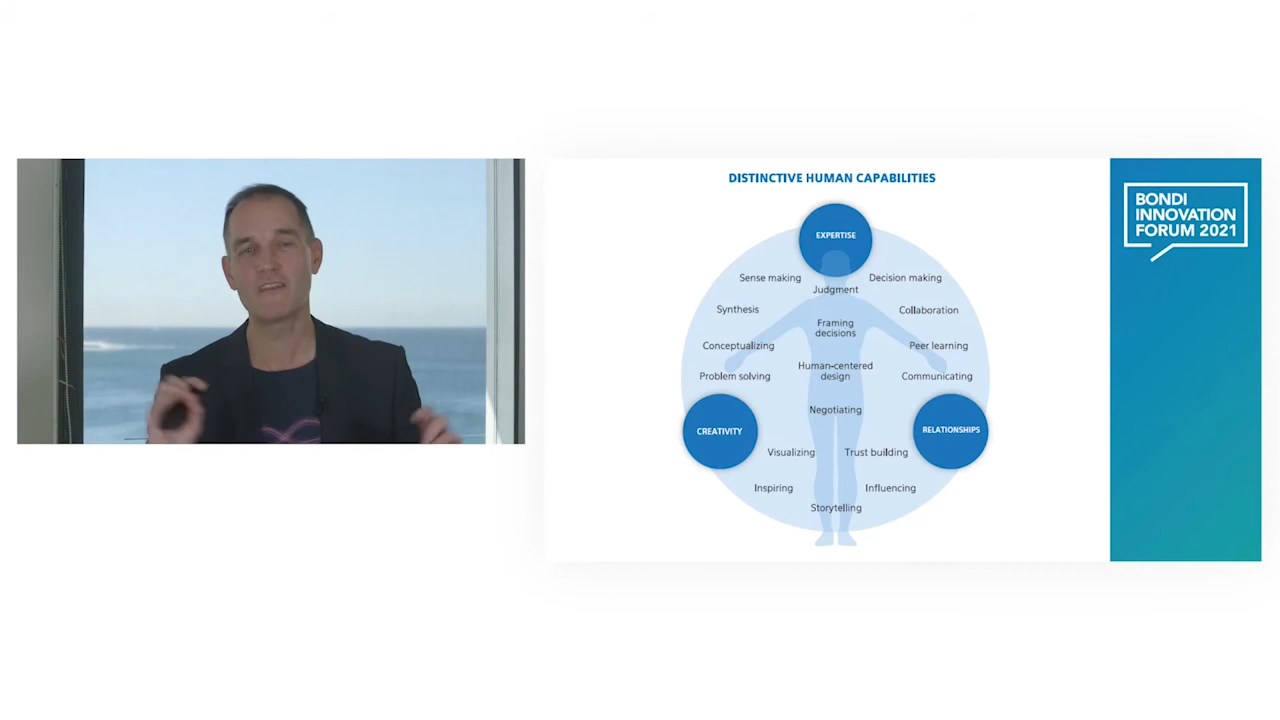 DISTINCTIVE HUMAN CAPABILITIES
EXPERTISE
Sense making
Decision making
Judgment
Synthesis
Collaboration
Framing
decisions
Conceptualizing
Peer learning
Human-centered
design
Problem solving
Communicating
Negotiating
CREATIVITY
RELATIONSHIPS
Visualizing
Trust building
Inspiring
Influencing
Storytelling
BONDI
INNOVATION
FORUM 2021